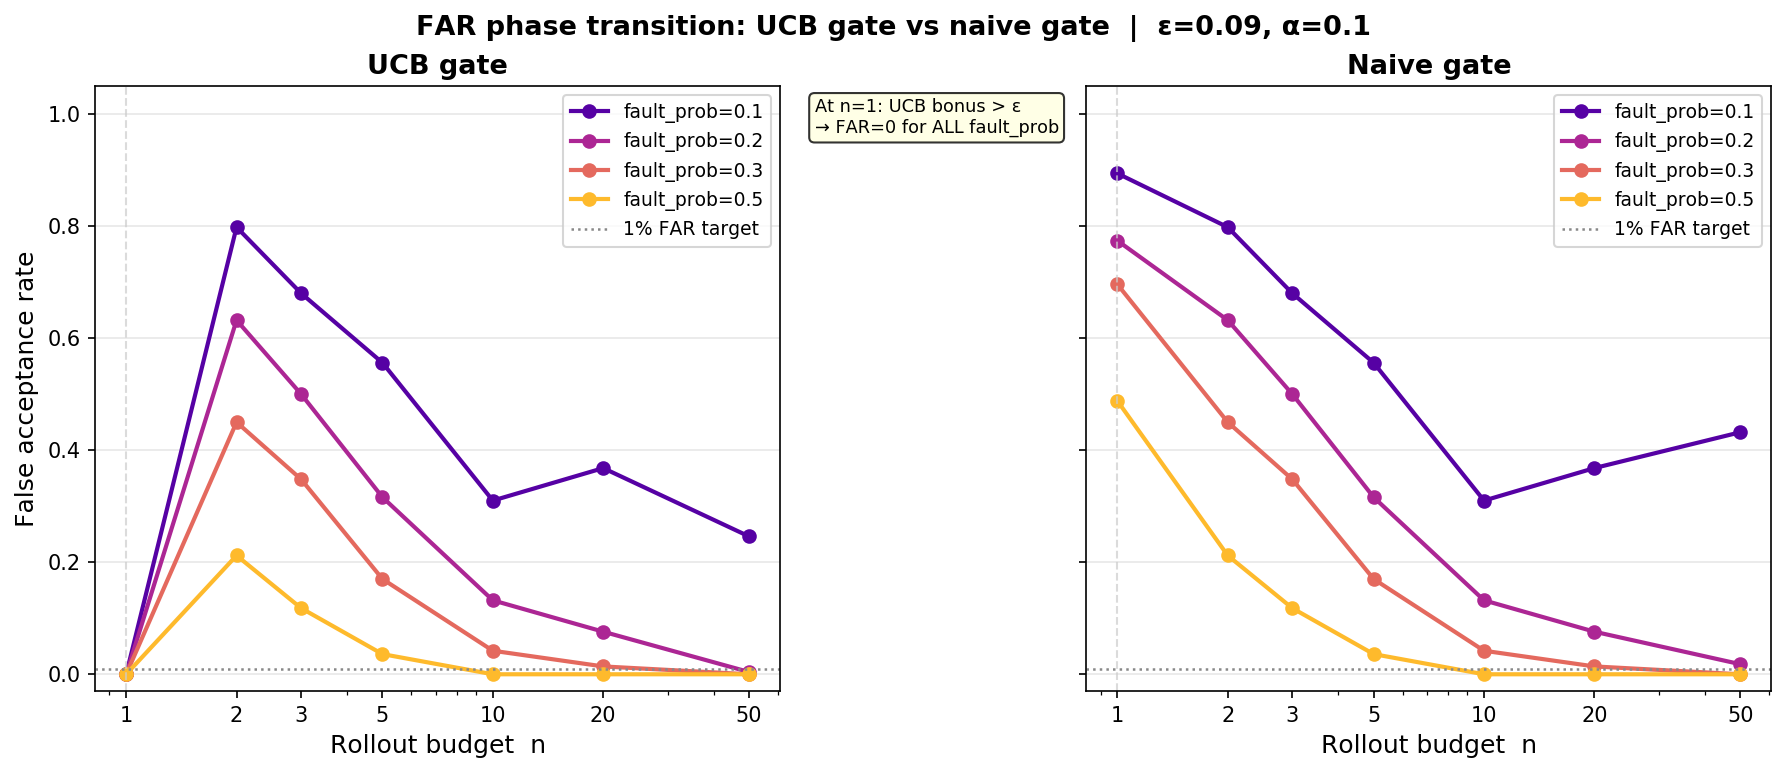 FAR phase transition: UCB gate vs naive gate | ε=0.09, α=0.1
UCB gate
False acceptance rate
1.0
0.8
0.6
0.4
0.2
0.0
fault_prob=0.1
fault_prob=0.2
fault_prob=0.3
fault_prob=0.5
1% FAR target
1 2 3 5 10 20 50
Rollout budget n
At n=1: UCB bonus > ε
→ FAR=0 for ALL fault_prob
Naive gate
fault_prob=0.1
fault_prob=0.2
fault_prob=0.3
fault_prob=0.5
1% FAR target
1 2 3 5 10 20 50
Rollout budget n